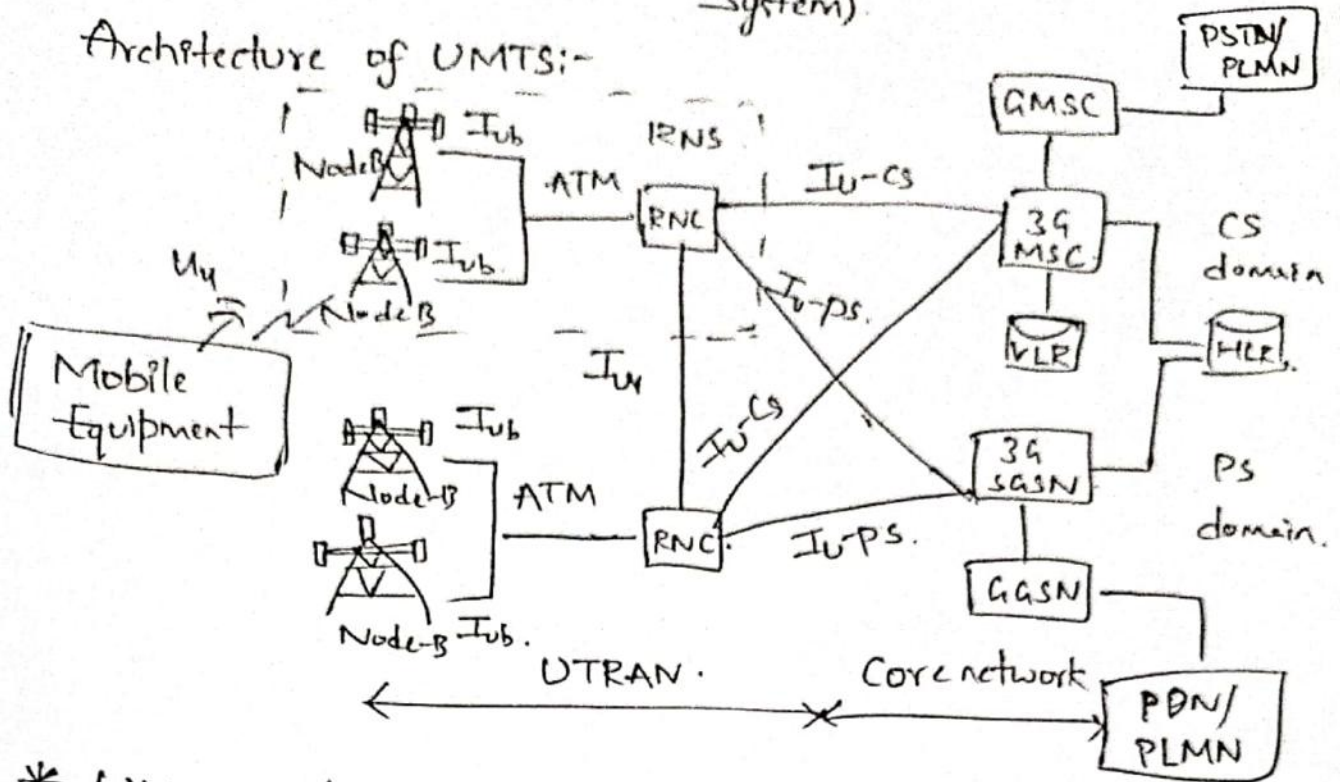 System).
Architecture of UMTS:-
PSTN/
PLMN
GMSC
Iub
Node B
RNS
ATM
RNC
Iu-CS
3G
MSC
CS
domain
Iub
Node B
Uu
Iu-PS.
VLR
HLR.
Mobile
Equipment
Iur
Iu-CS
Iub
Node-B
ATM
3G
SGSN
PS
domain.
RNC.
Iu-PS.
GGSN
Node-B
Iub.
UTRAN.
Core network
PDN/
PLMN
*